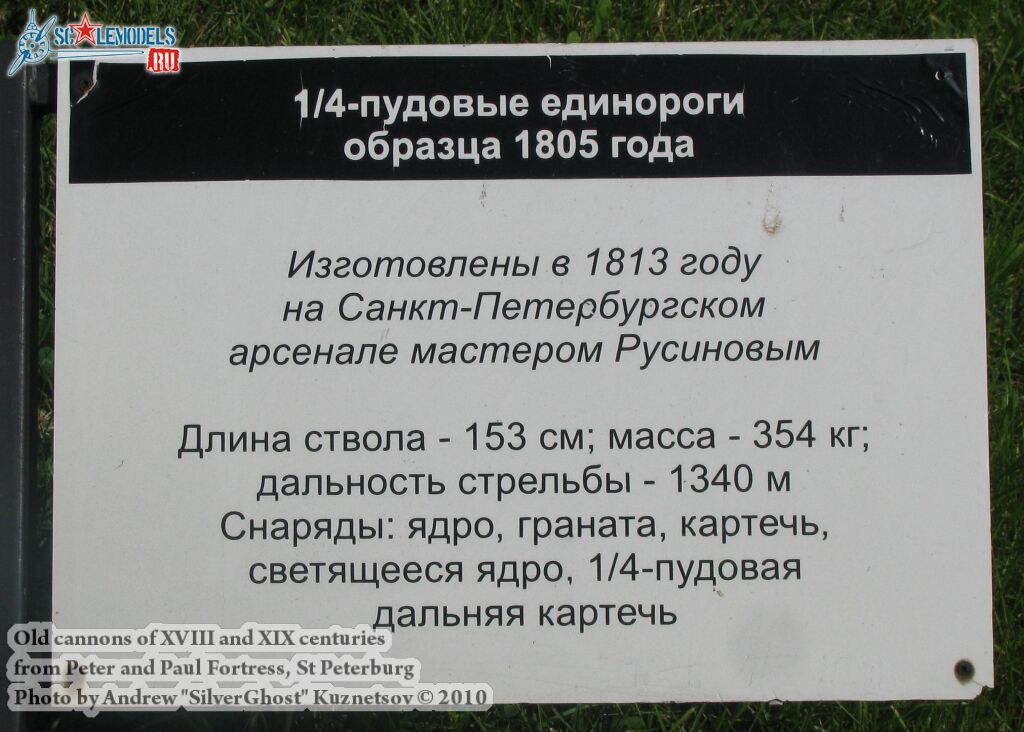 SCALEMODELS
RU
1/4-пудовые единороги
образца 1805 года
Изготовлены в 1813 году
на Санкт-Петербургском
арсенале мастером Русиновым
Длина ствола - 153 см; масса - 354 кг;
дальность стрельбы - 1340 м
Снаряды: ядро, граната, картечь,
светящееся ядро, 1/4-пудовая
дальняя картечь
Old cannons of XVIII and XIX centuries
from Peter and Paul Fortress, St Peterburg
Photo by Andrew "SilverGhost" Kuznetsov © 2010